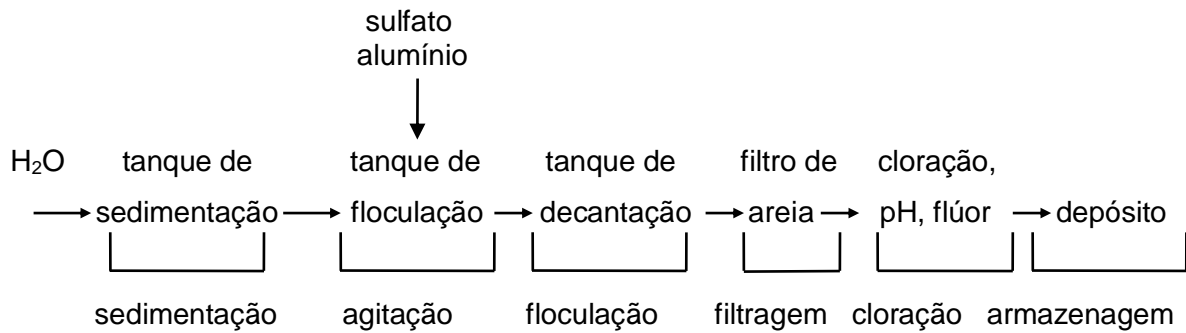 sulfato
alumínio
H₂O tanque de tanque de tanque de filtro de cloração,
sedimentação floculação decantação areia pH, flúor depósito
sedimentação agitação floculação filtragem cloração armazenagem